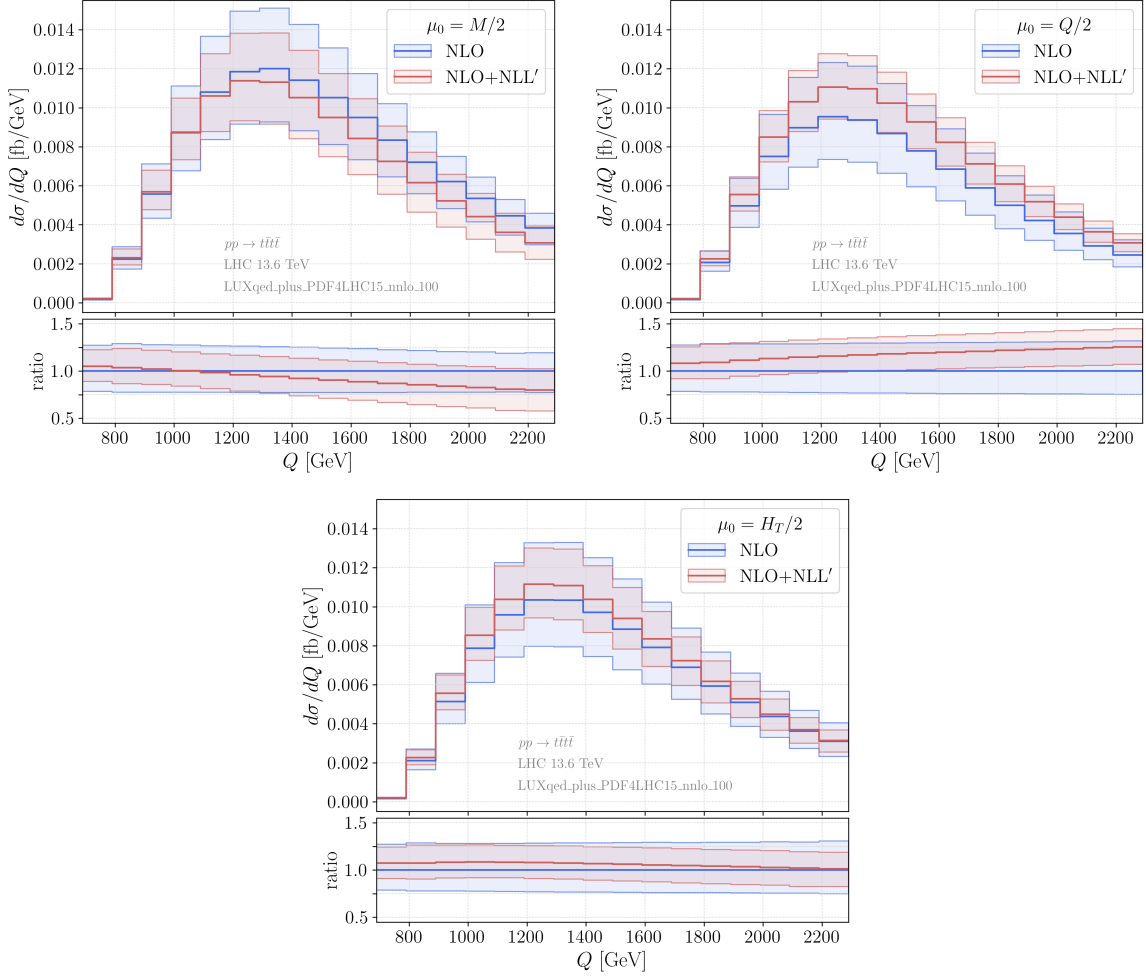 μ₀ = M/2
NLO
NLO+NLL′
dσ/dQ [fb/GeV]
0.014
0.012
0.010
0.008
0.006
0.004
0.002
0.000
pp → tt̄tt̄
LHC 13.6 TeV
LUXqed_plus_PDF4LHC15_nnlo_100
ratio
1.5
1.0
0.5
800 1000 1200 1400 1600 1800 2000 2200
Q [GeV]
μ₀ = Q/2
NLO
NLO+NLL′
dσ/dQ [fb/GeV]
0.014
0.012
0.010
0.008
0.006
0.004
0.002
0.000
pp → tt̄tt̄
LHC 13.6 TeV
LUXqed_plus_PDF4LHC15_nnlo_100
ratio
1.5
1.0
0.5
800 1000 1200 1400 1600 1800 2000 2200
Q [GeV]
μ₀ = H_T/2
NLO
NLO+NLL′
dσ/dQ [fb/GeV]
0.014
0.012
0.010
0.008
0.006
0.004
0.002
0.000
pp → tt̄tt̄
LHC 13.6 TeV
LUXqed_plus_PDF4LHC15_nnlo_100
ratio
1.5
1.0
0.5
800 1000 1200 1400 1600 1800 2000 2200
Q [GeV]